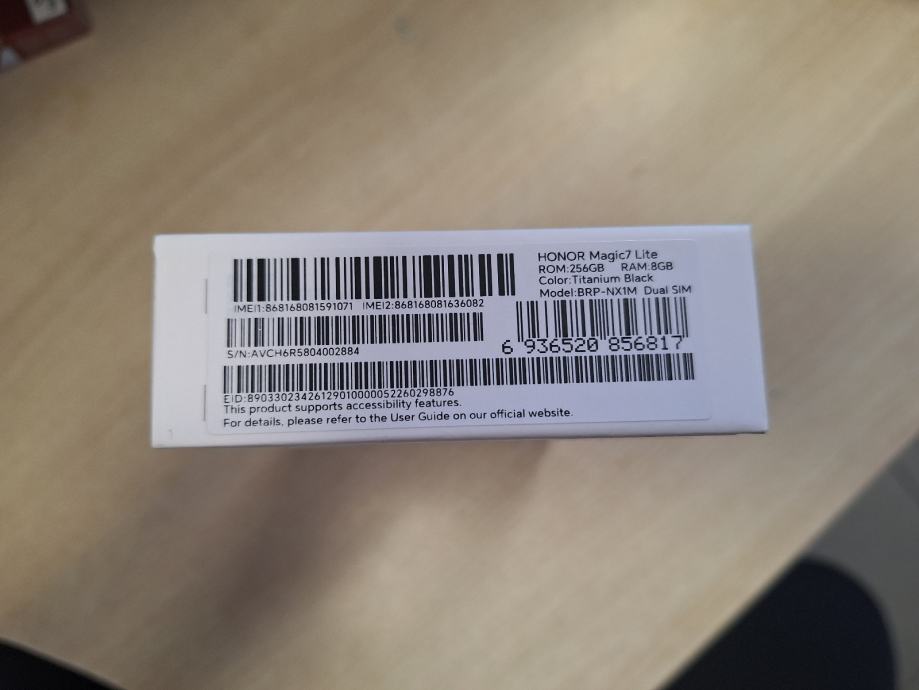 HONOR Magic7 Lite
ROM:256GB RAM:8GB
Color:Titanium Black
Model:BRP-NX1M Dual SIM
IMEI1:868168081591071 IMEI2:868168081636082
S/N:AVCH6R5804002884
6 936520 856817
EID:89033023426129010000052260298876
This product supports accessibility features.
For details, please refer to the User Guide on our official website.